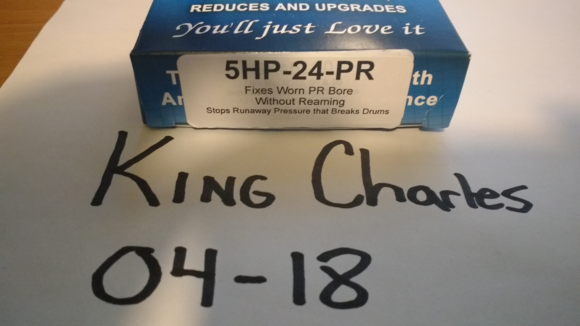 REDUCES AND UPGRADES
You'll just Love it
5HP-24-PR
Fixes Worn PR Bore
Without Reaming
Stops Runaway Pressure that Breaks Drums
KING Charles
04-18